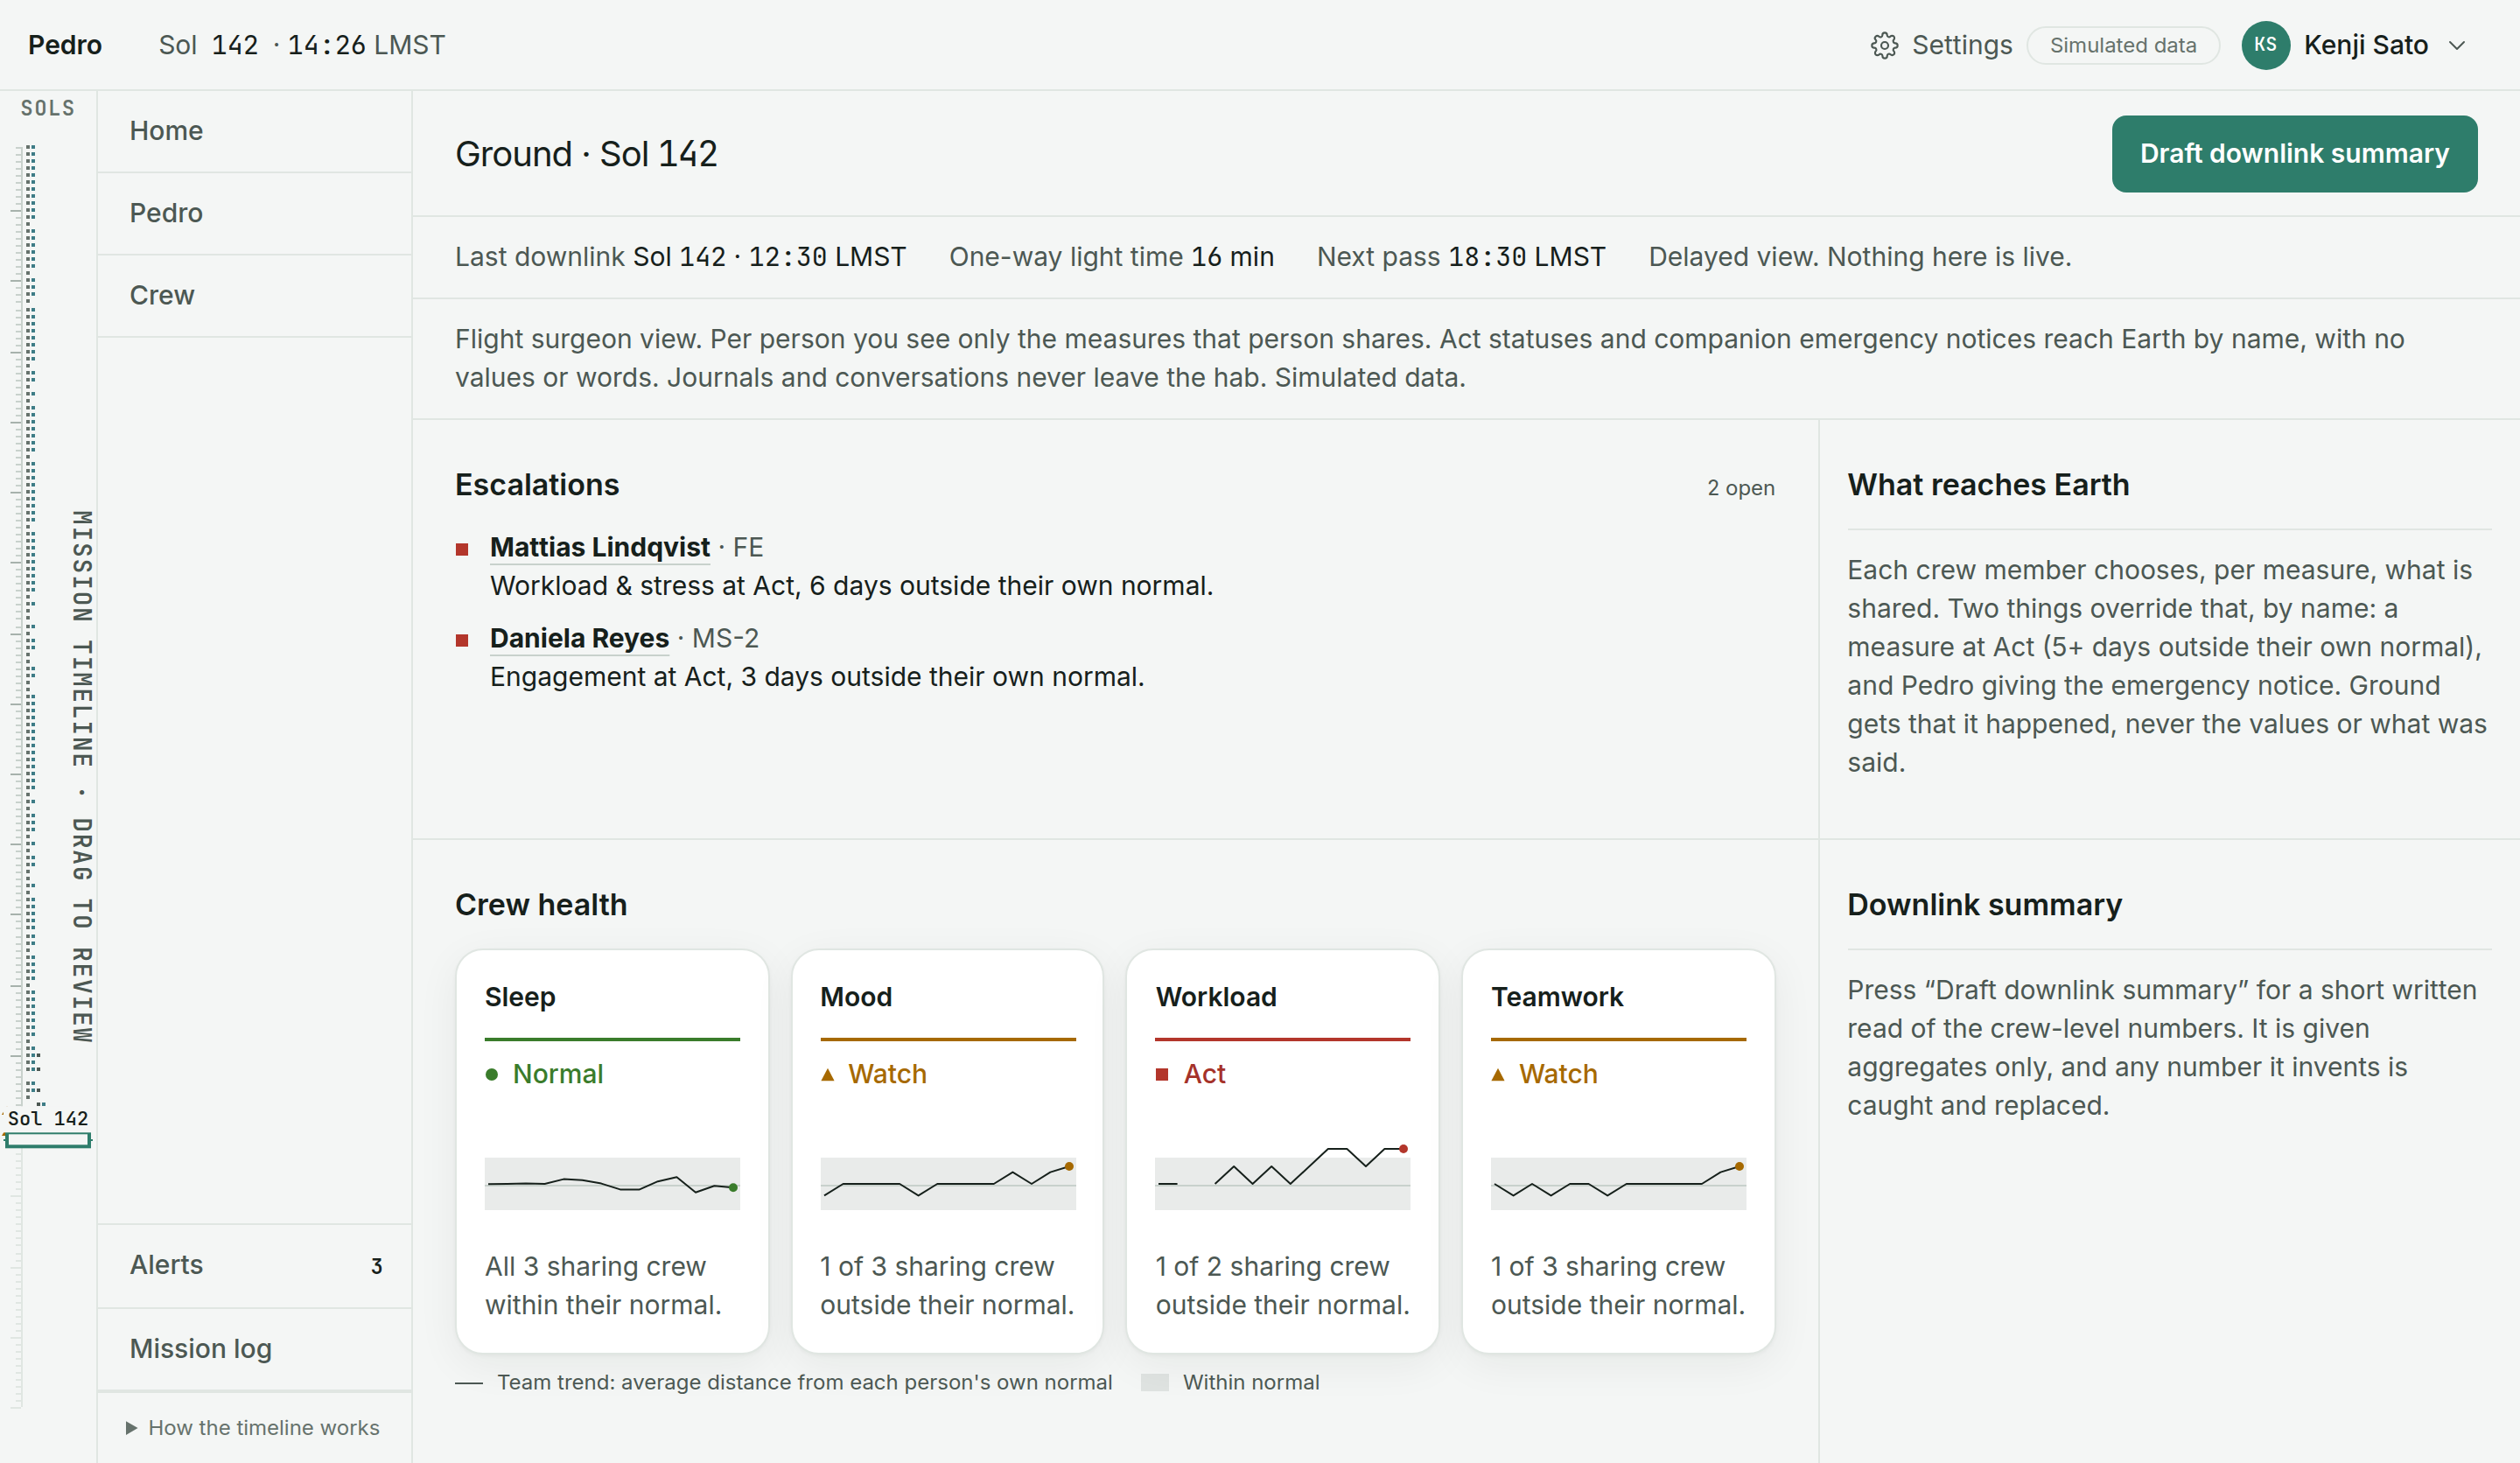 Pedro
Sol 142 · 14:26 LMST
Settings
Simulated data
KS
Kenji Sato
SOLS
MISSION TIMELINE · DRAG TO REVIEW
Sol 142
Home
Pedro
Crew
Alerts 3
Mission log
How the timeline works
Ground · Sol 142
Draft downlink summary
Last downlink Sol 142 · 12:30 LMST
One-way light time 16 min
Next pass 18:30 LMST
Delayed view. Nothing here is live.
Flight surgeon view. Per person you see only the measures that person shares. Act statuses and companion emergency notices reach Earth by name, with no
values or words. Journals and conversations never leave the hab. Simulated data.
Escalations
2 open
Mattias Lindqvist · FE
Workload & stress at Act, 6 days outside their own normal.
Daniela Reyes · MS-2
Engagement at Act, 3 days outside their own normal.
What reaches Earth
Each crew member chooses, per measure, what is
shared. Two things override that, by name: a
measure at Act (5+ days outside their own normal),
and Pedro giving the emergency notice. Ground
gets that it happened, never the values or what was
said.
Crew health
Sleep
Normal
All 3 sharing crew
within their normal.
Mood
Watch
1 of 3 sharing crew
outside their normal.
Workload
Act
1 of 2 sharing crew
outside their normal.
Teamwork
Watch
1 of 3 sharing crew
outside their normal.
Team trend: average distance from each person's own normal
Within normal
Downlink summary
Press “Draft downlink summary” for a short written
read of the crew-level numbers. It is given
aggregates only, and any number it invents is
caught and replaced.